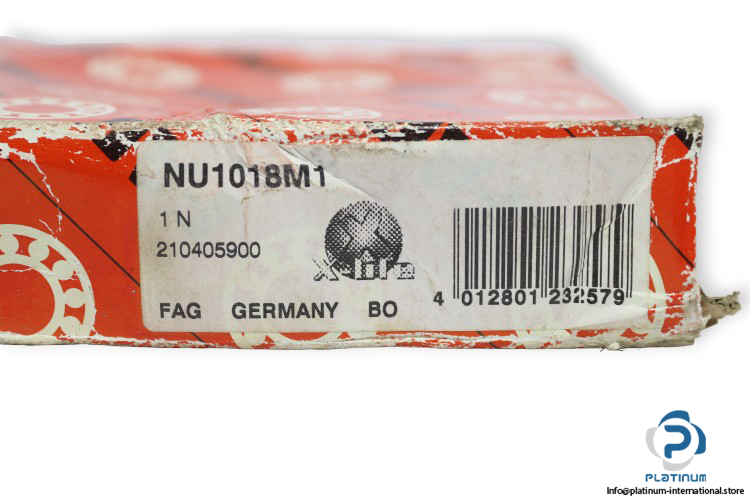 NU1018M1
1 N
210405900
X-life
FAG GERMANY BO
4 012801 232579
PLATINUM
Info@platinum-international.store